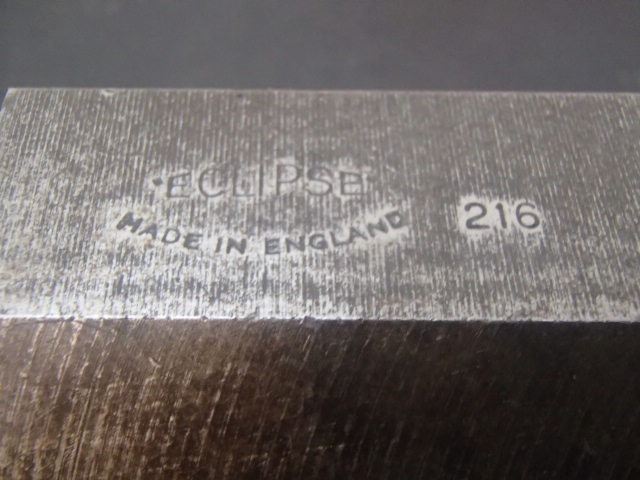 ·ECLIPSE·
MADE IN ENGLAND
216